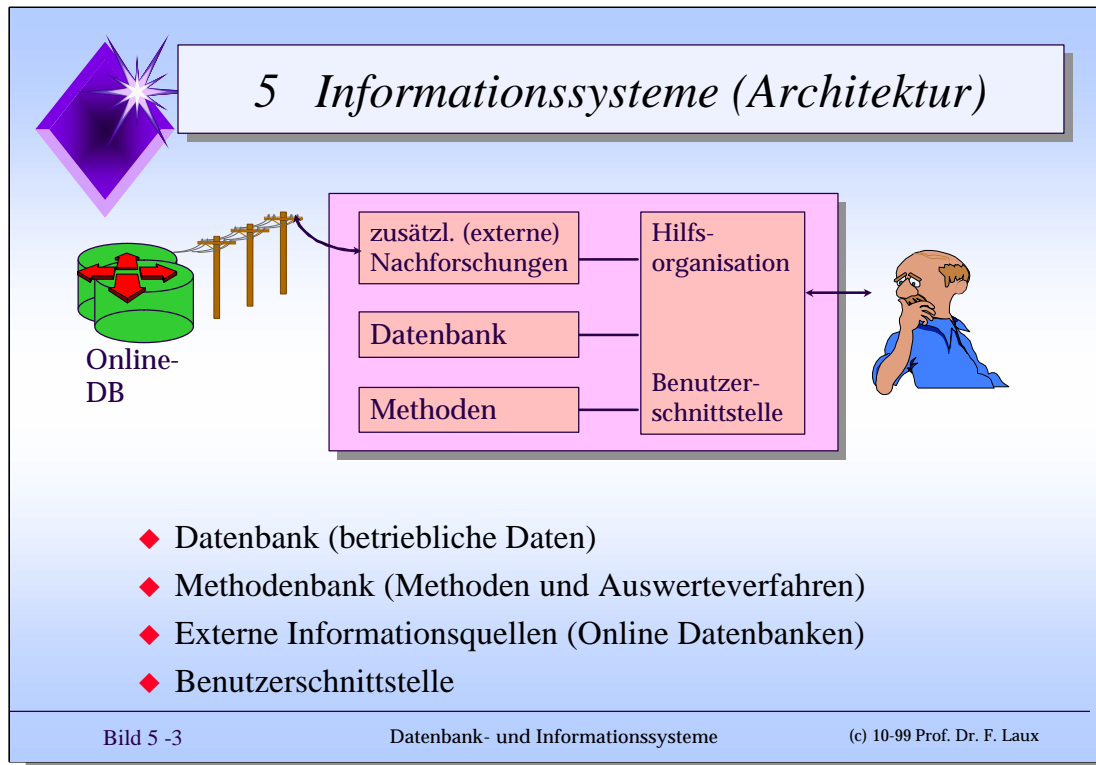 5 Informationssysteme (Architektur)
zusätzl. (externe)
Nachforschungen
Hilfs-
organisation
Datenbank
Online-
DB
Benutzer-
schnittstelle
Methoden
Datenbank (betriebliche Daten)
Methodenbank (Methoden und Auswerteverfahren)
Externe Informationsquellen (Online Datenbanken)
Benutzerschnittstelle
Bild 5 -3
Datenbank- und Informationssysteme
(c) 10-99 Prof. Dr. F. Laux